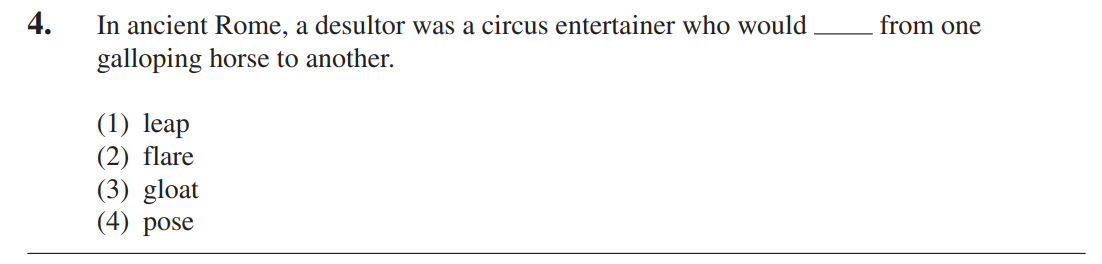 4. In ancient Rome, a desultor was a circus entertainer who would _____ from one
galloping horse to another.
(1) leap
(2) flare
(3) gloat
(4) pose